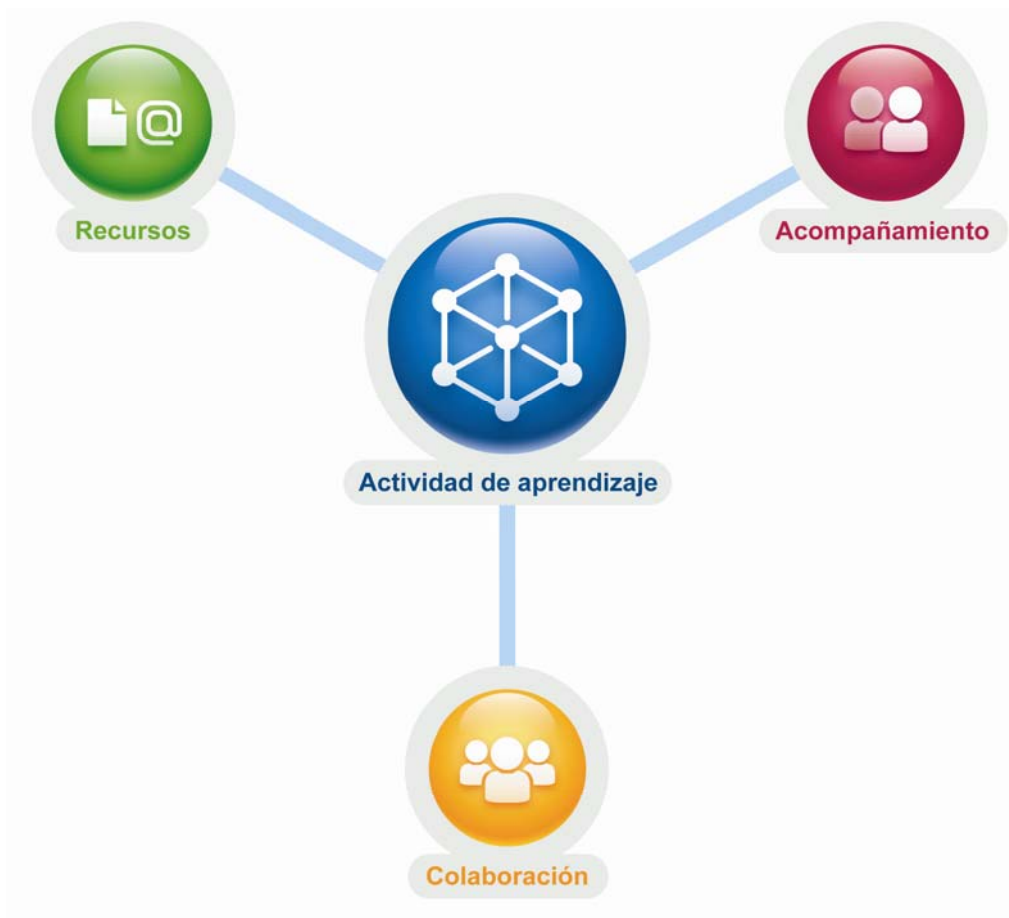 Recursos
Acompañamiento
Actividad de aprendizaje
Colaboración